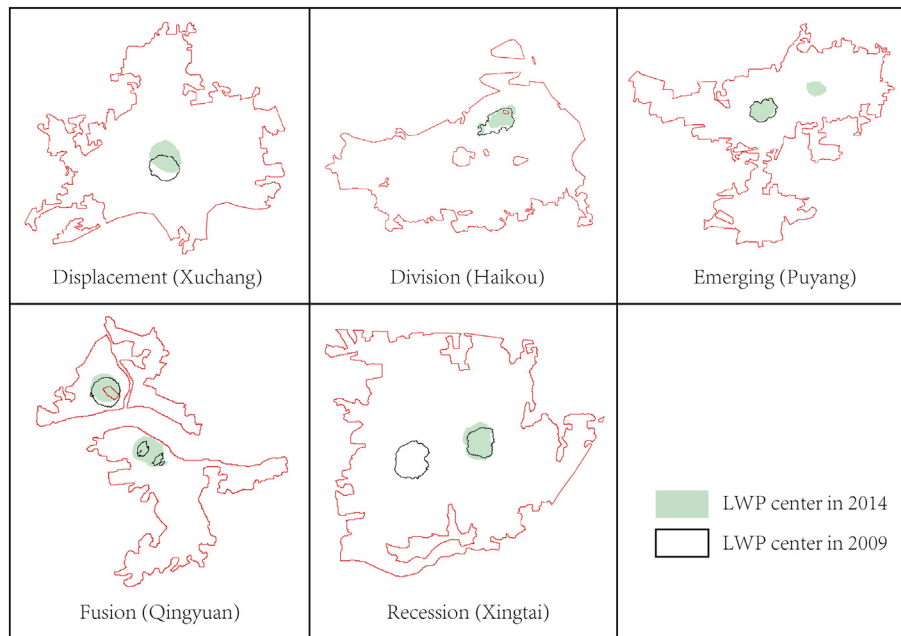 Displacement (Xuchang)
Division (Haikou)
Emerging (Puyang)
Fusion (Qingyuan)
Recession (Xingtai)
LWP center in 2014
LWP center in 2009